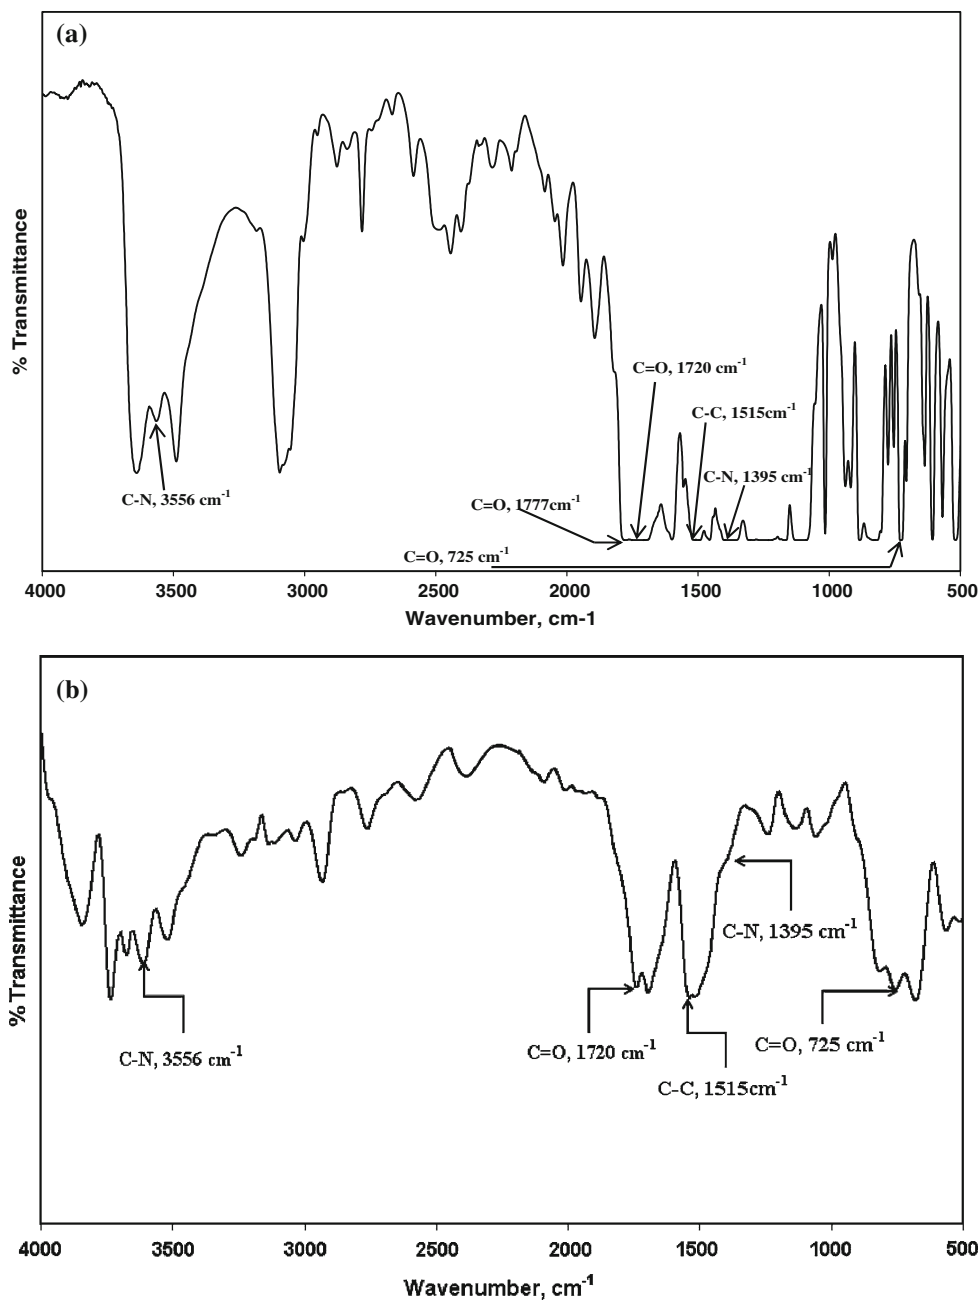 (a)
% Transmittance
C=O, 1720 cm-1
C-C, 1515cm-1
C-N, 1395 cm-1
C-N, 3556 cm-1
C=O, 1777cm-1
C=O, 725 cm-1
4000 3500 3000 2500 2000 1500 1000 500
Wavenumber, cm-1
(b)
% Transmittance
C-N, 1395 cm-1
C-N, 3556 cm-1
C=O, 1720 cm-1
C=O, 725 cm-1
C-C, 1515cm-1
4000 3500 3000 2500 2000 1500 1000 500
Wavenumber, cm-1